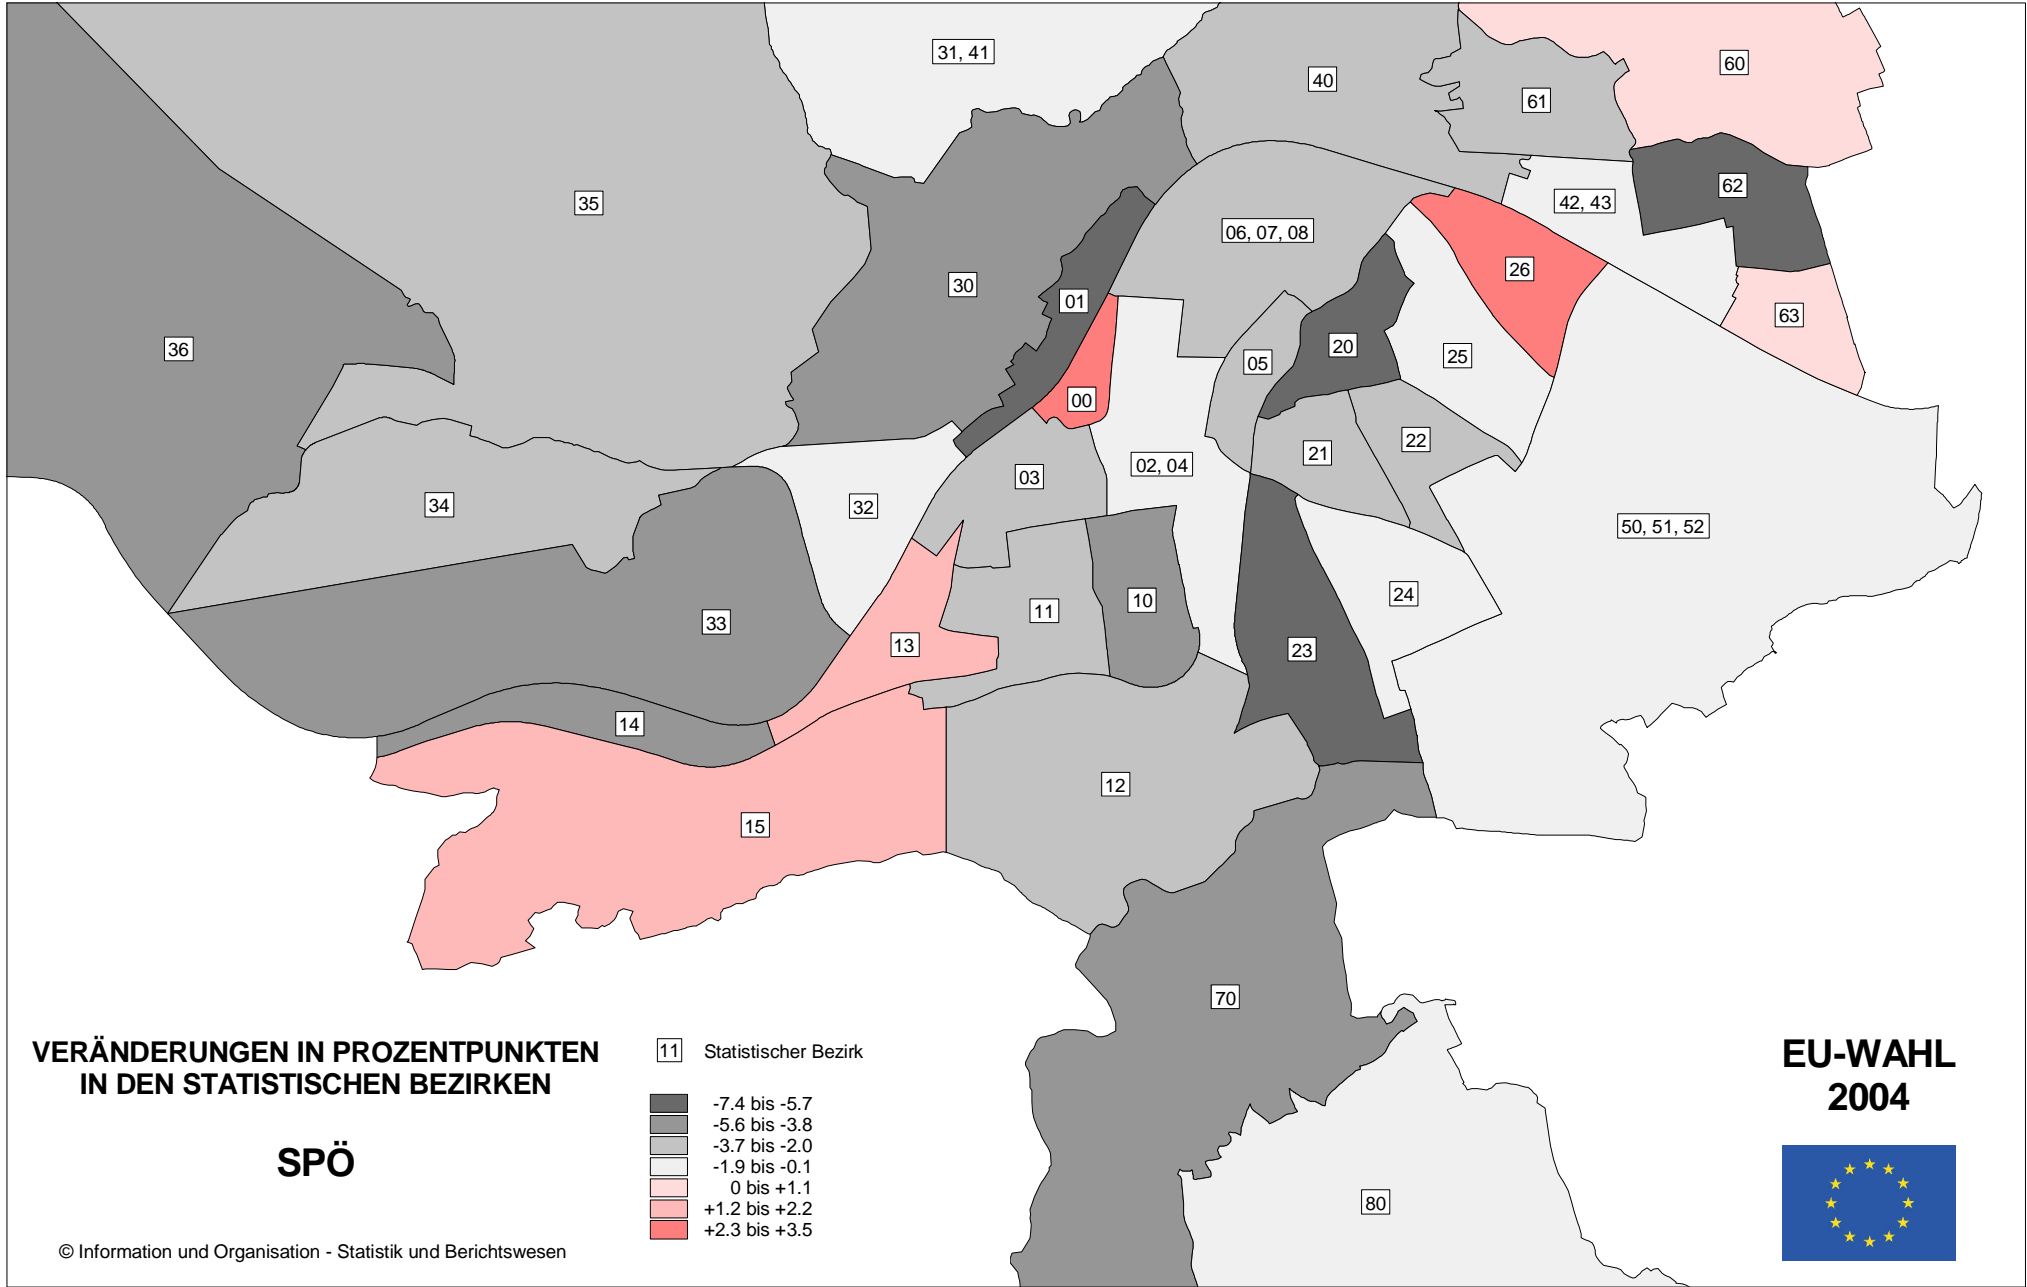 31, 41
60
40
61
62
42, 43
35
06, 07, 08
26
30
01
63
20
36
25
05
00
22
21
02, 04
03
34
32
50, 51, 52
24
10
11
33
13
23
14
12
15
70
VERÄNDERUNGEN IN PROZENTPUNKTEN
IN DEN STATISTISCHEN BEZIRKEN
SPÖ
© Information und Organisation - Statistik und Berichtswesen
11 Statistischer Bezirk
-7.4 bis -5.7
-5.6 bis -3.8
-3.7 bis -2.0
-1.9 bis -0.1
0 bis +1.1
+1.2 bis +2.2
+2.3 bis +3.5
80
EU-WAHL
2004